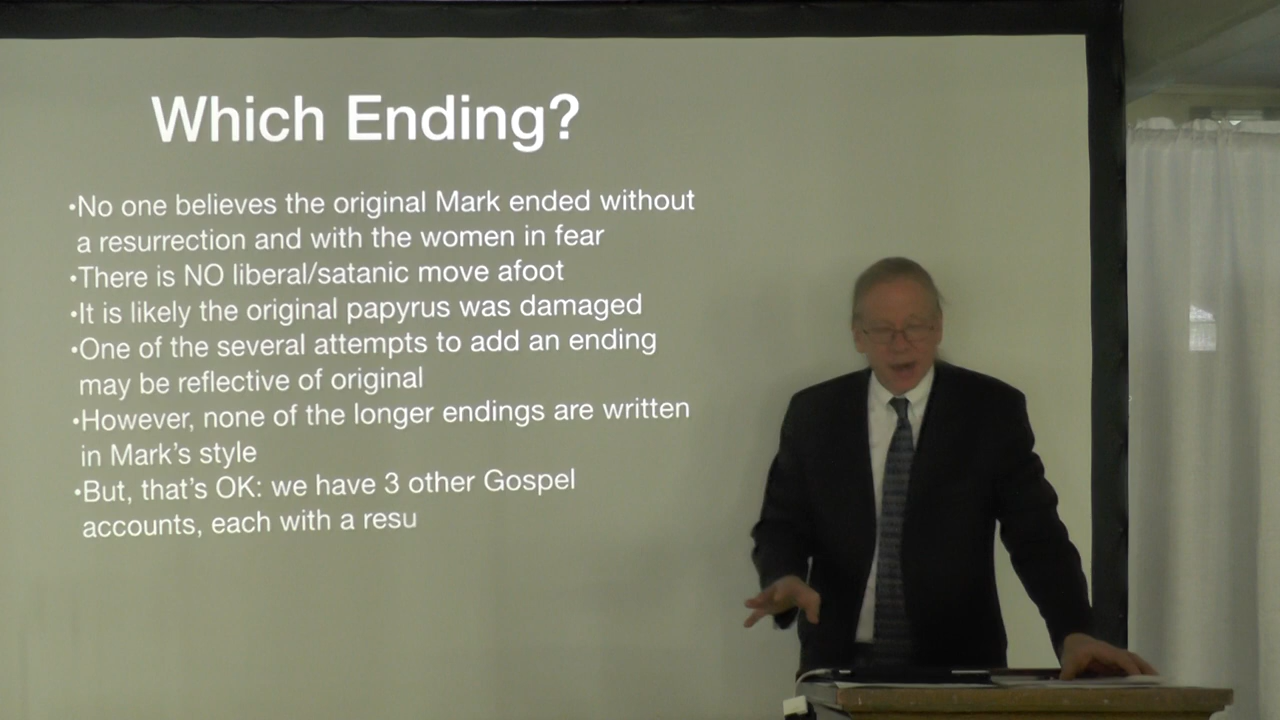 Which Ending?
•No one believes the original Mark ended without
a resurrection and with the women in fear
•There is NO liberal/satanic move afoot
•It is likely the original papyrus was damaged
•One of the several attempts to add an ending
may be reflective of original
•However, none of the longer endings are written
in Mark's style
•But, that's OK: we have 3 other Gospel
accounts, each with a resu